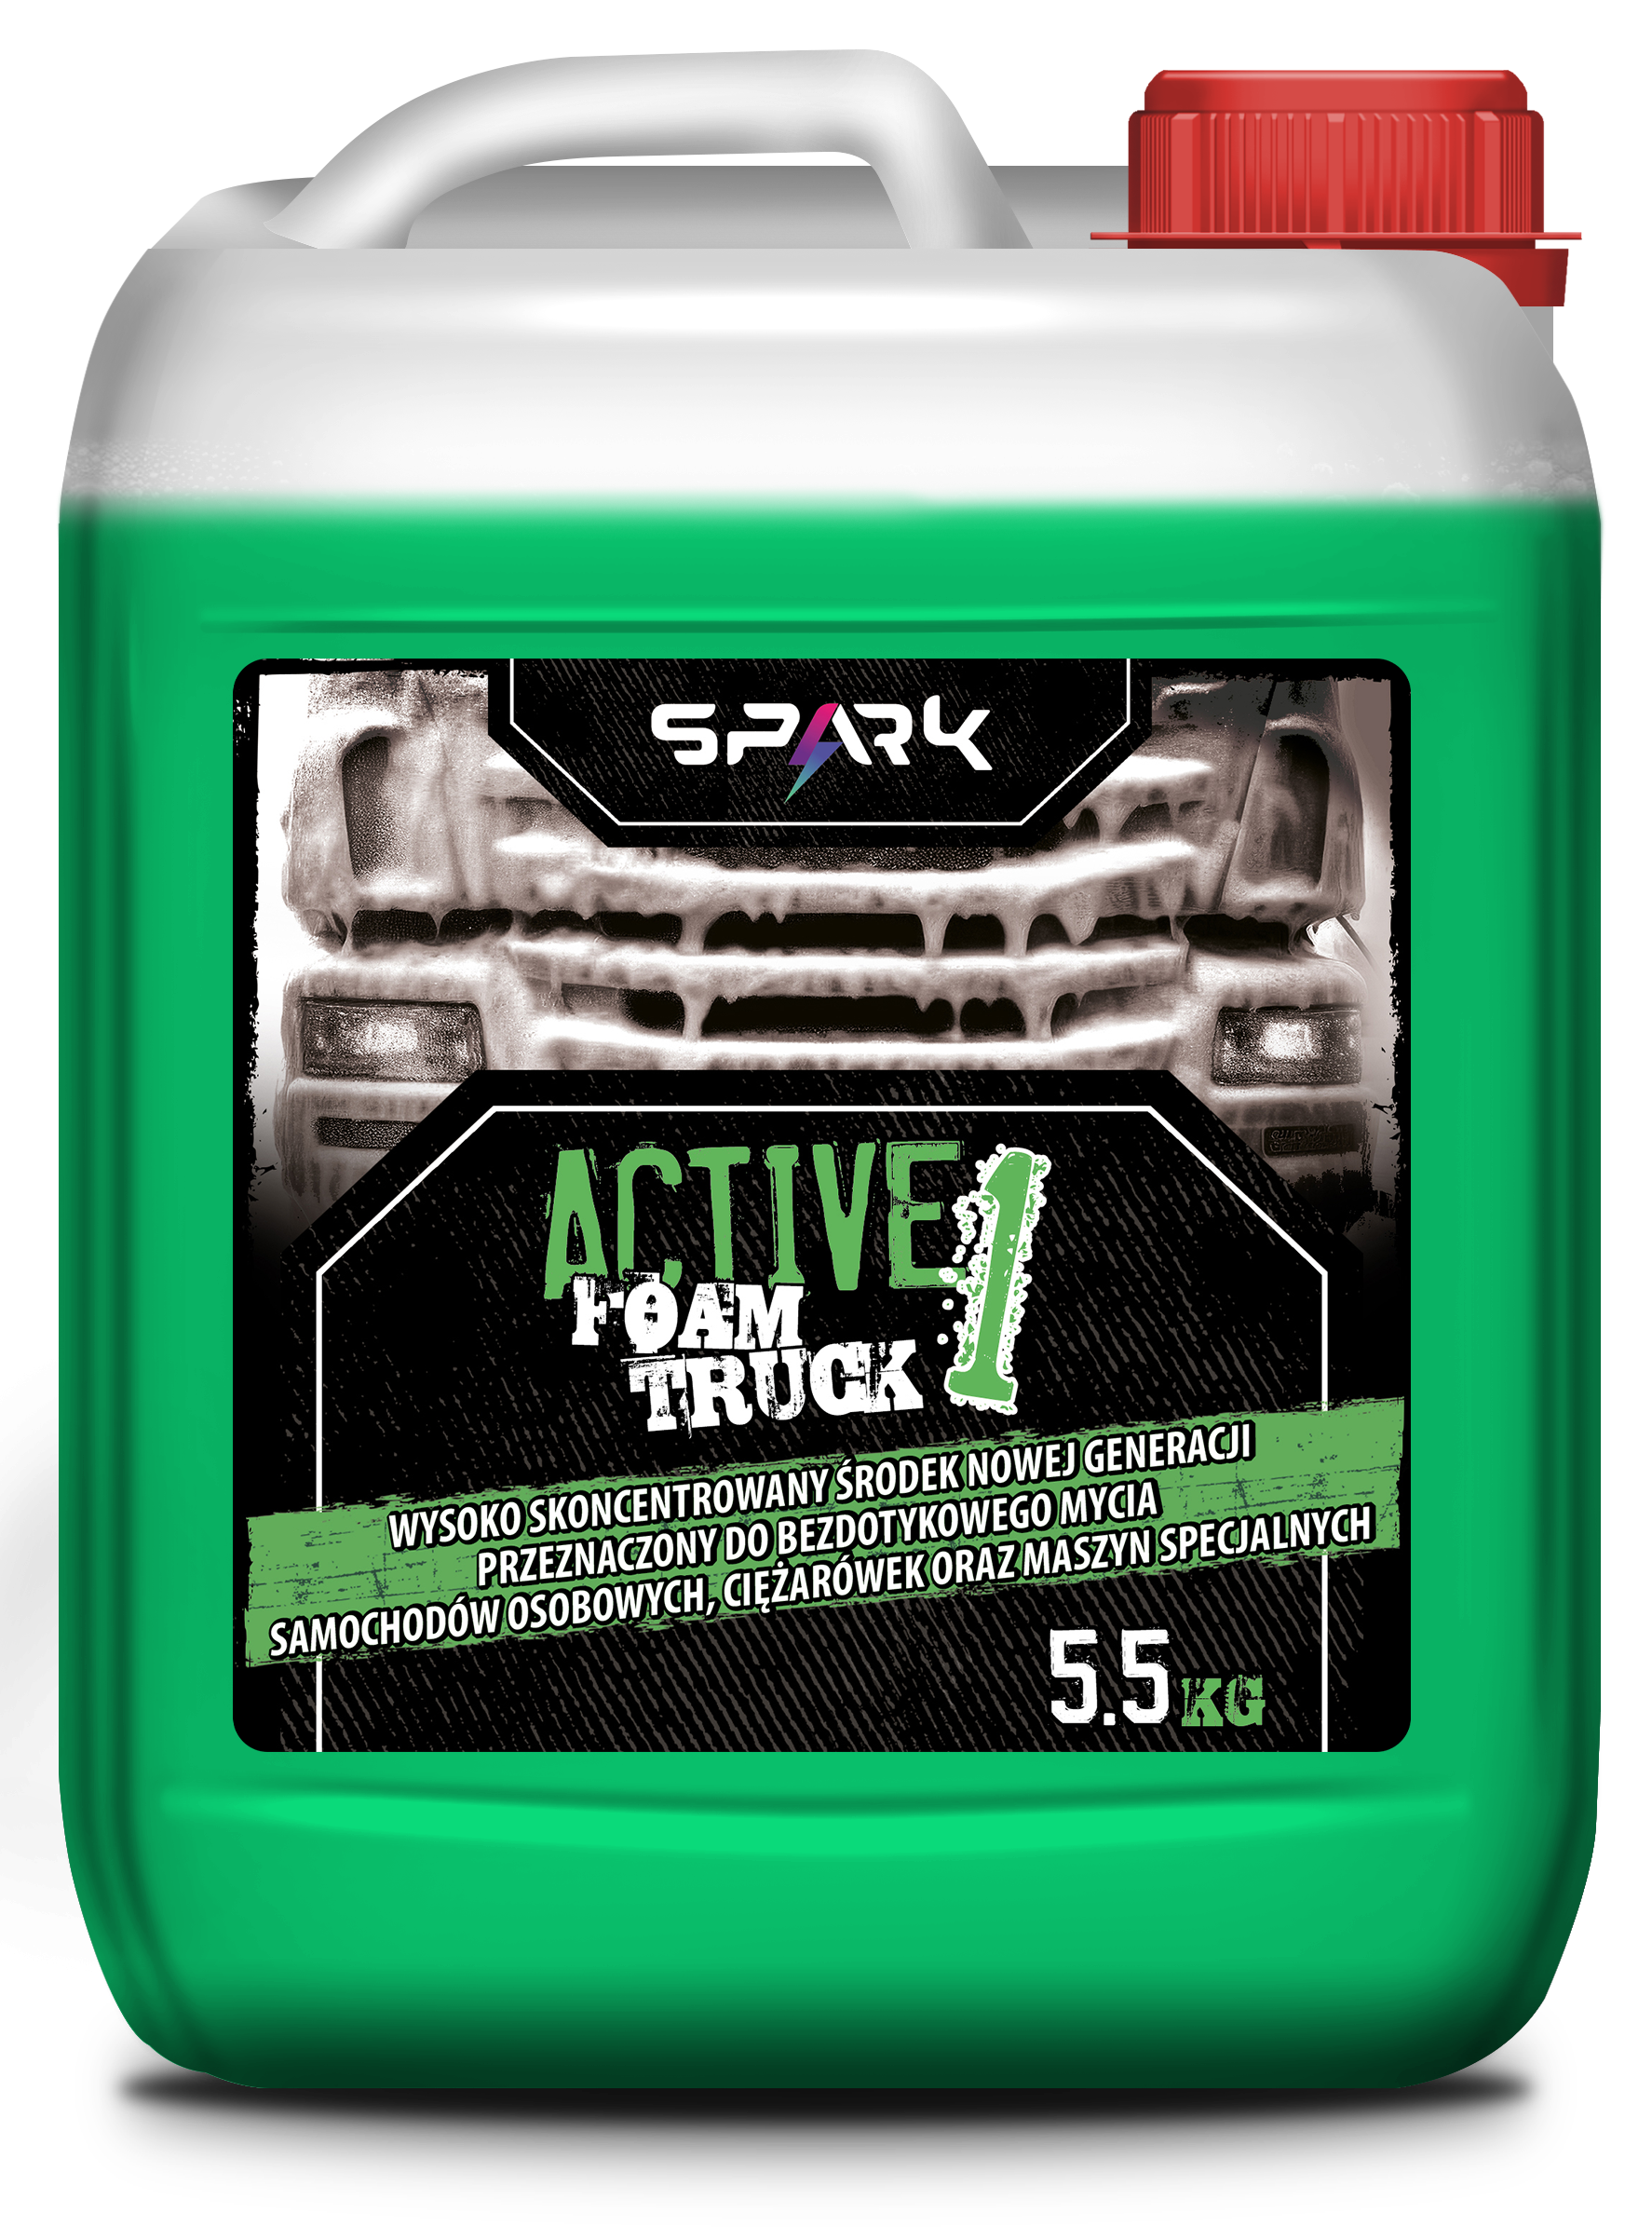 SPARK
ACTIVE 1
FOAM
TRUCK
WYSOKO SKONCENTROWANY ŚRODEK NOWEJ GENERACJI
PRZEZNACZONY DO BEZDOTYKOWEGO MYCIA
SAMOCHODÓW OSOBOWYCH, CIĘŻARÓWEK ORAZ MASZYN SPECJALNYCH
5.5 KG